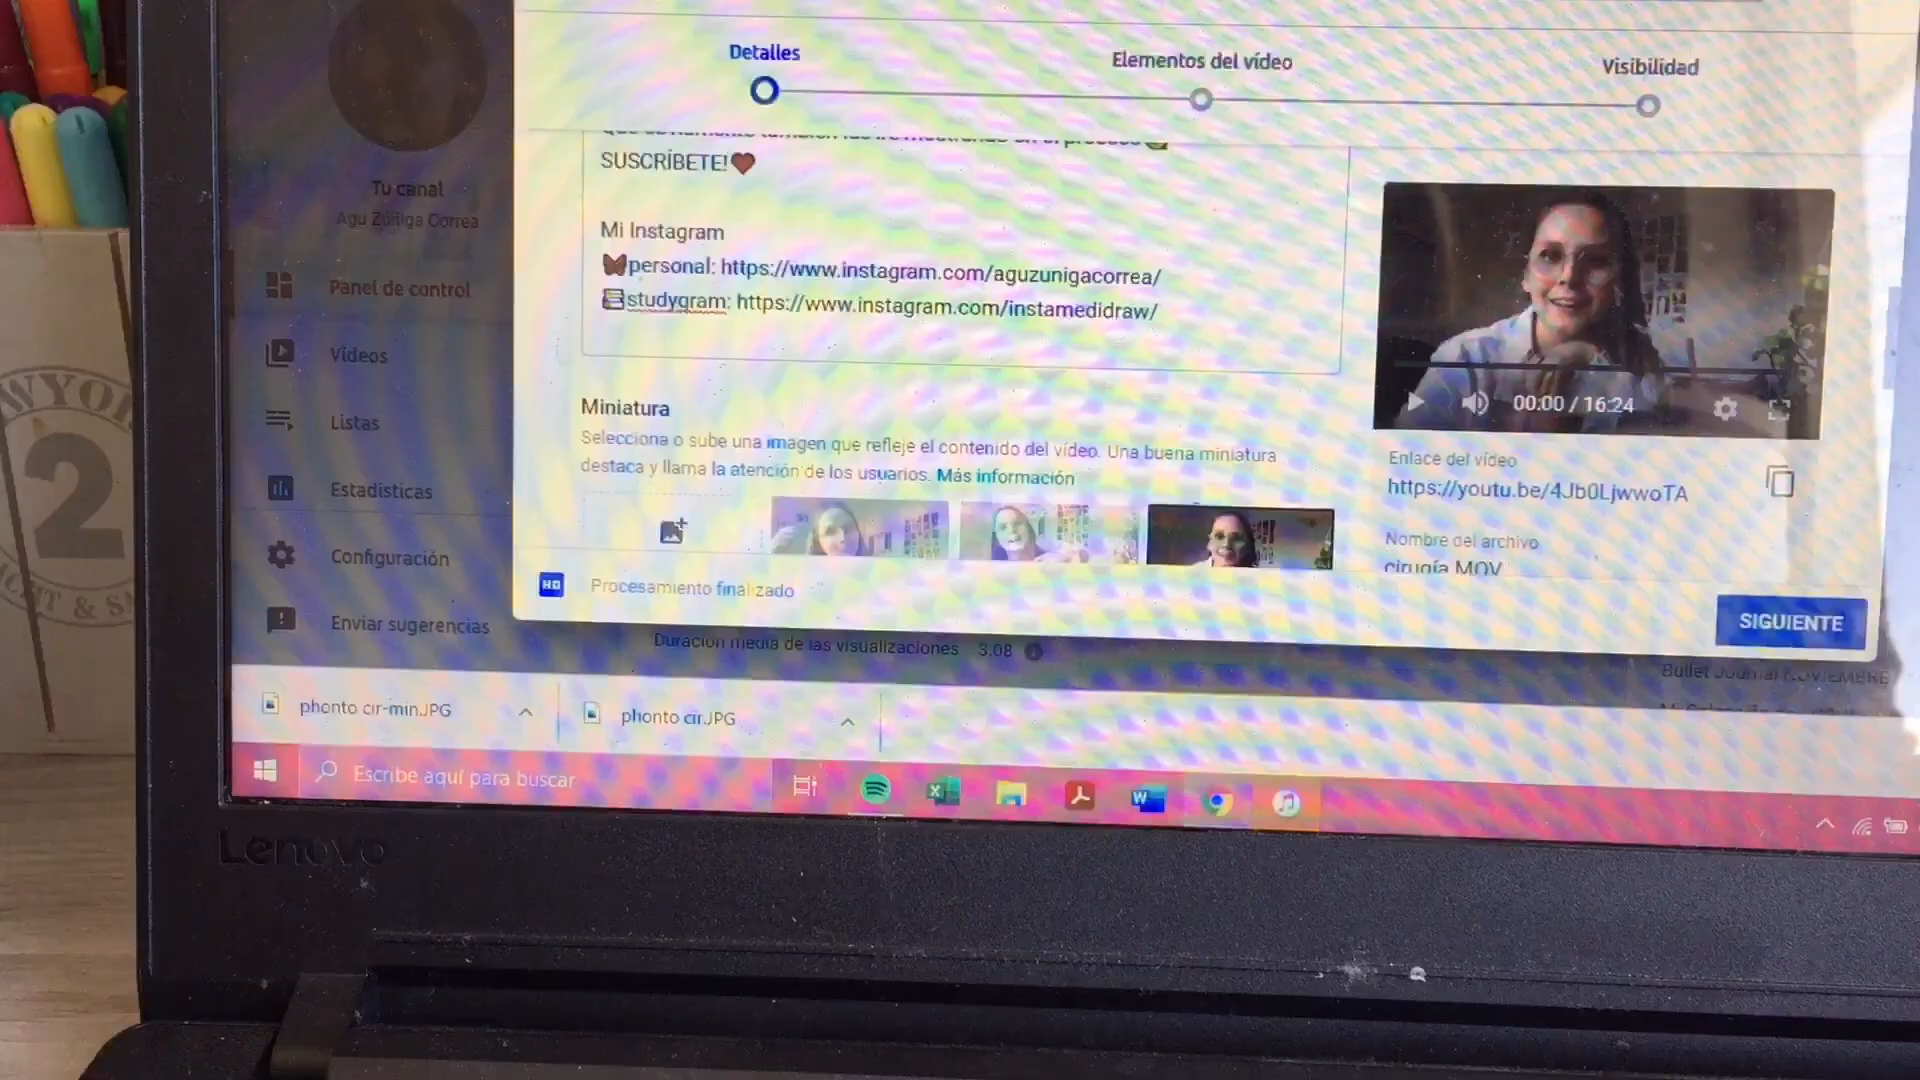 Detalles
Elementos del vídeo
Visibilidad
SUSCRÍBETE!
Mi Instagram
personal: https://www.instagram.com/aguzunigacorrea/
studygram: https://www.instagram.com/instamedidraw/
Miniatura
Selecciona o sube una imagen que refleje el contenido del vídeo. Una buena miniatura
destaca y llama la atención de los usuarios. Más información
HD
Procesamiento finalizado
00:00 / 16:24
Enlace del vídeo
https://youtu.be/4Jb0LjwwoTA
Nombre del archivo
cirugía MOV
SIGUIENTE
Tu canal
Agu Zúñiga Correa
Panel de control
Vídeos
Listas
Estadísticas
Configuración
Enviar sugerencias
Duración media de las visualizaciones 3:08
Bullet Journal NOVIEMBRE
phonto cir-min.JPG
phonto cir.JPG
Escribe aquí para buscar
Lenovo
2